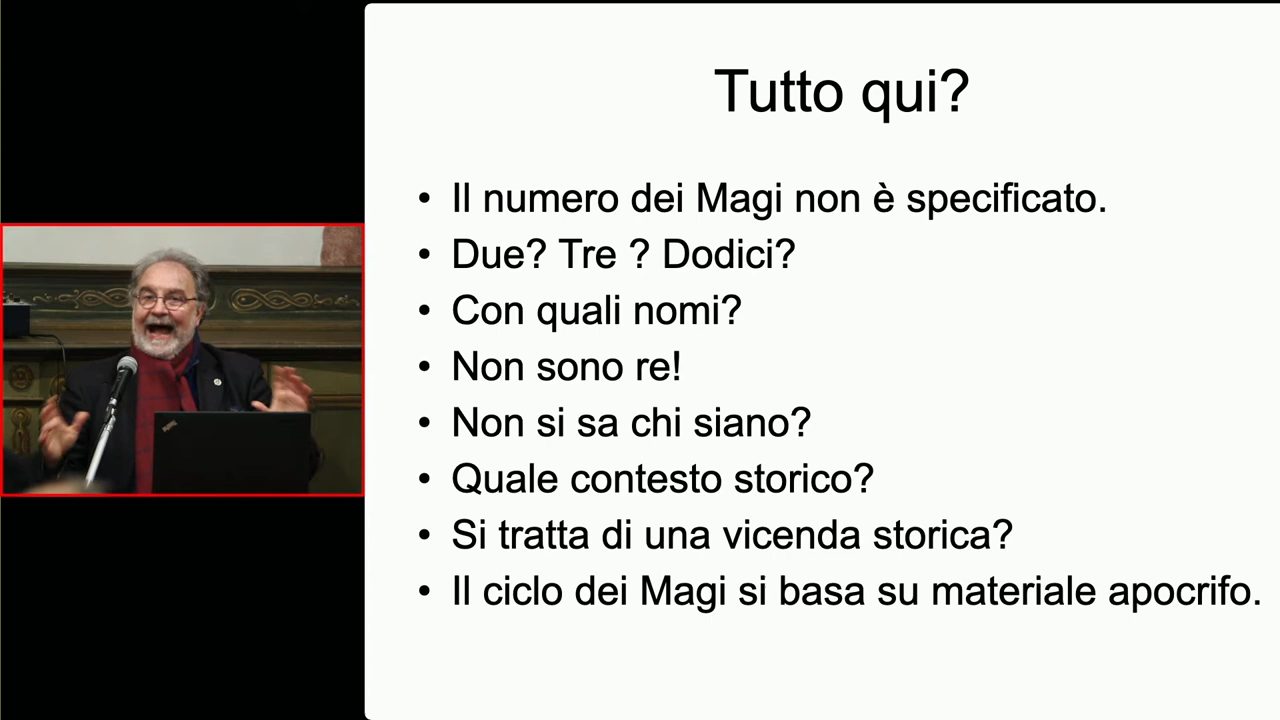 Tutto qui?
• Il numero dei Magi non è specificato.
• Due? Tre ? Dodici?
• Con quali nomi?
• Non sono re!
• Non si sa chi siano?
• Quale contesto storico?
• Si tratta di una vicenda storica?
• Il ciclo dei Magi si basa su materiale apocrifo.